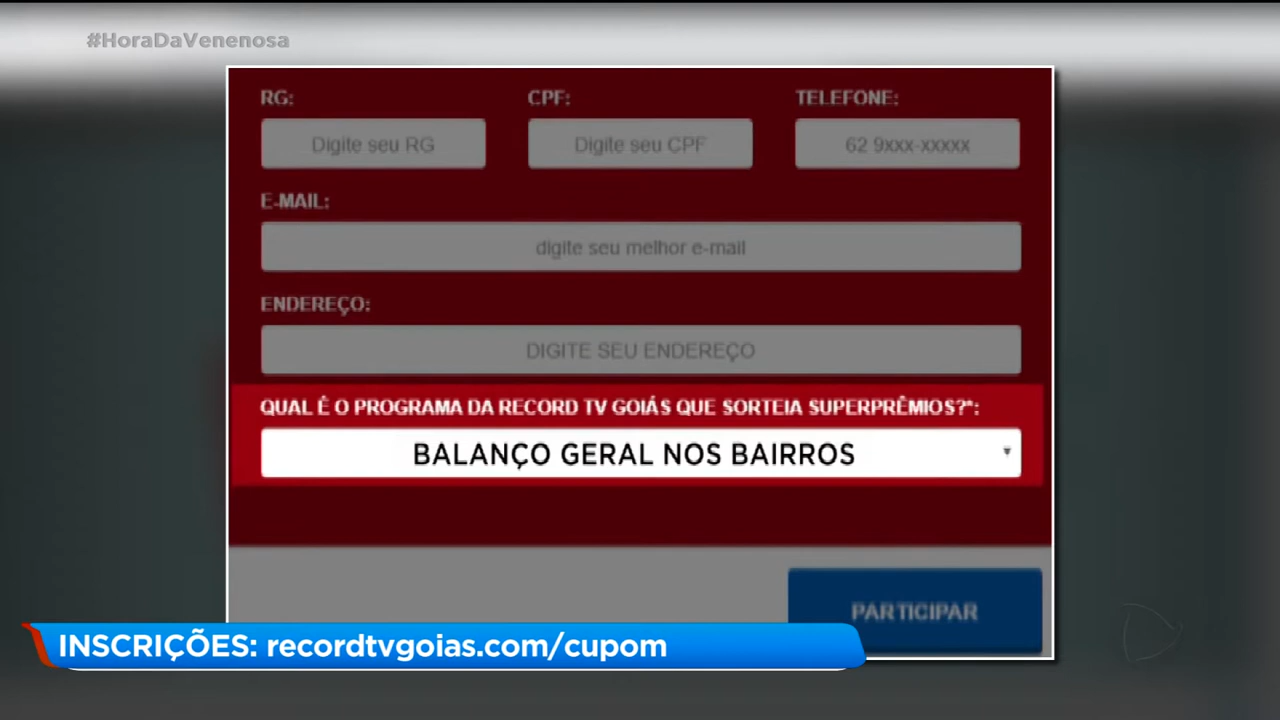 #HoraDaVenenosa
RG: CPF: TELEFONE:
Digite seu RG Digite seu CPF 62 9xxx-xxxxx
E-MAIL:
digite seu melhor e-mail
ENDEREÇO:
DIGITE SEU ENDEREÇO
QUAL É O PROGRAMA DA RECORD TV GOIÁS QUE SORTEIA SUPERPRÊMIOS?*:
BALANÇO GERAL NOS BAIRROS
PARTICIPAR
INSCRIÇÕES: recordtvgoias.com/cupom